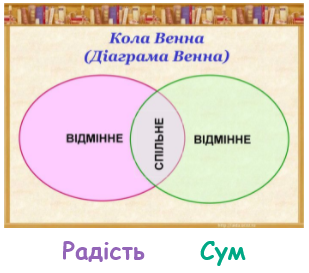 Кола Венна
(Діаграма Венна)
ВІДМІННЕ
СПІЛЬНЕ
ВІДМІННЕ
Радість
Сум